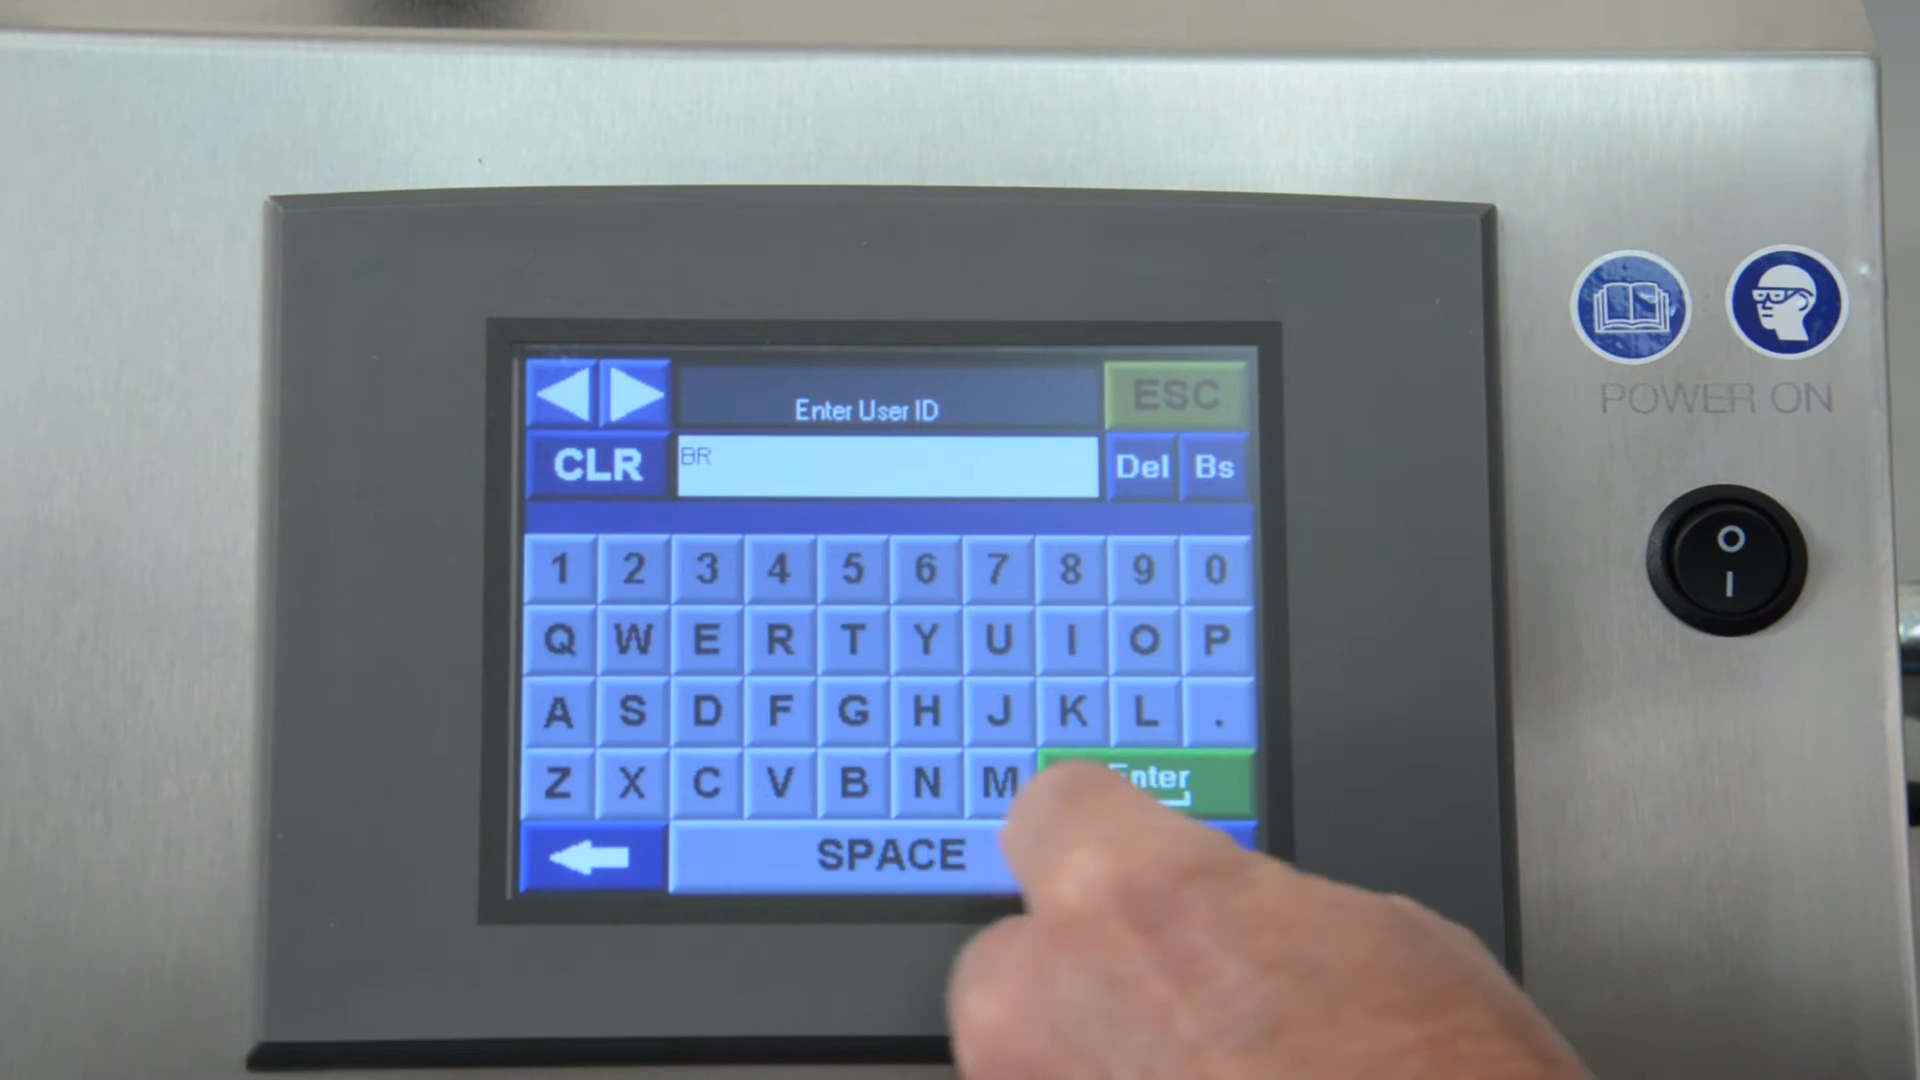 Enter User ID
ESC
CLR
BR
Del
Bs
1 2 3 4 5 6 7 8 9 0
Q W E R T Y U I O P
A S D F G H J K L .
Z X C V B N M Enter
SPACE
POWER ON
O
I